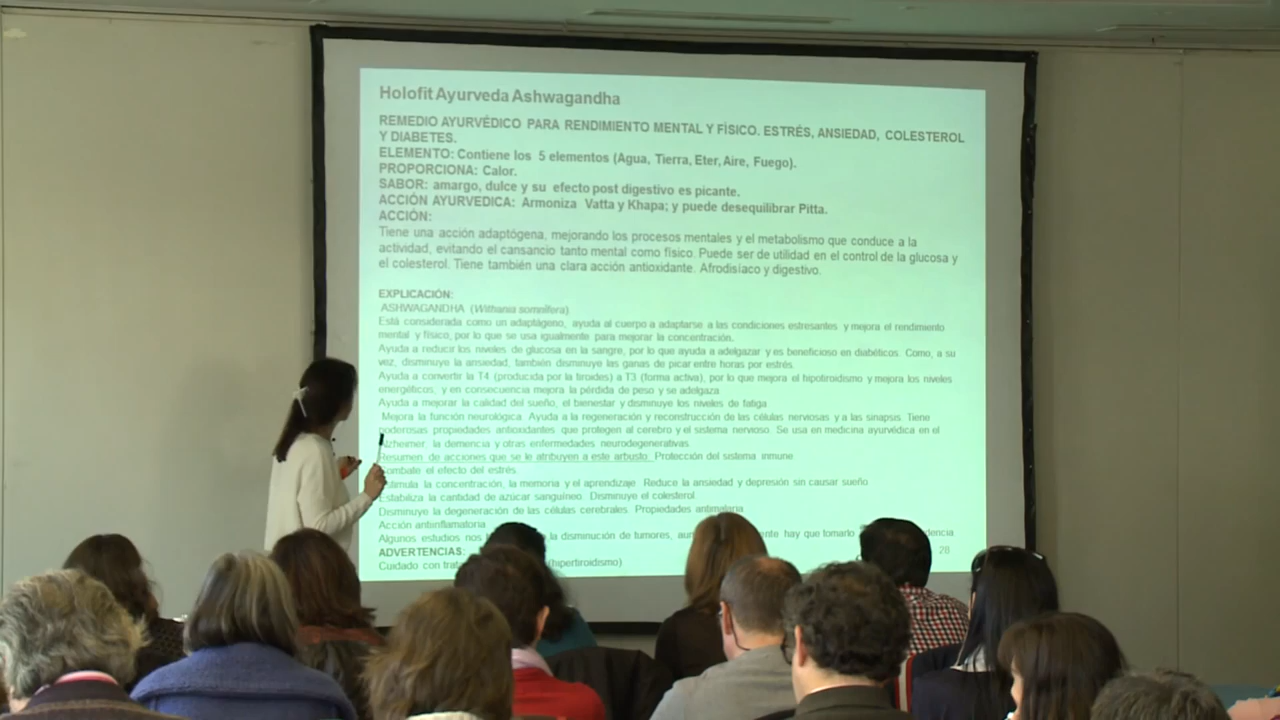 Holofit Ayurveda Ashwagandha
REMEDIO AYURVÉDICO PARA RENDIMIENTO MENTAL Y FÌSICO. ESTRÉS, ANSIEDAD, COLESTEROL
Y DIABETES.
ELEMENTO: Contiene los 5 elementos (Agua, Tierra, Eter, Aire, Fuego).
PROPORCIONA: Calor.
SABOR: amargo, dulce y su efecto post digestivo es picante.
ACCIÓN AYURVEDICA: Armoniza Vatta y Khapa; y puede desequilibrar Pitta.
ACCIÓN:
Tiene una acción adaptógena, mejorando los procesos mentales y el metabolismo que conduce a la
actividad, evitando el cansancio tanto mental como físico. Puede ser de utilidad en el control de la glucosa y
el colesterol. Tiene también una clara acción antioxidante. Afrodisíaco y digestivo.
EXPLICACIÓN:
ASHWAGANDHA (Withania somnifera)
Está considerada como un adaptágeno, ayuda al cuerpo a adaptarse a las condiciones estresantes y mejora el rendimiento
mental y físico, por lo que se usa igualmente para mejorar la concentración.
Ayuda a reducir los niveles de glucosa en la sangre, por lo que ayuda a adelgazar y es beneficioso en diabéticos. Como, a su
vez, disminuye la ansiedad, también disminuye las ganas de picar entre horas por estrés.
Ayuda a convertir la T4 (producida por la tiroides) a T3 (forma activa), por lo que mejora el hipotiroidismo y mejora los niveles
energéticos, y en consecuencia mejora la pérdida de peso y se adelgaza
Ayuda a mejorar la calidad del sueño, el bienestar y disminuye los niveles de fatiga
Mejora la función neurológica. Ayuda a la regeneración y reconstrucción de las células nerviosas y a las sinapsis. Tiene
poderosas propiedades antioxidantes que protegen al cerebro y el sistema nervioso. Se usa en medicina ayurvédica en el
Alzheimer, la demencia y otras enfermedades neurodegenerativas
Resumen de acciones que se le atribuyen a este arbusto. Protección del sistema inmune
Combate el efecto del estrés
Estimula la concentración, la memoria y el aprendizaje. Reduce la ansiedad y depresión sin causar sueño
Estabiliza la cantidad de azúcar sanguíneo. Disminuye el colesterol
Disminuye la degeneración de las células cerebrales. Propiedades antimalaria
Acción antiinflamatoria
Algunos estudios nos la disminución de tumores, hay que tomarlo
ADVERTENCIAS: 28
Cuidado con (hipertiroidismo)